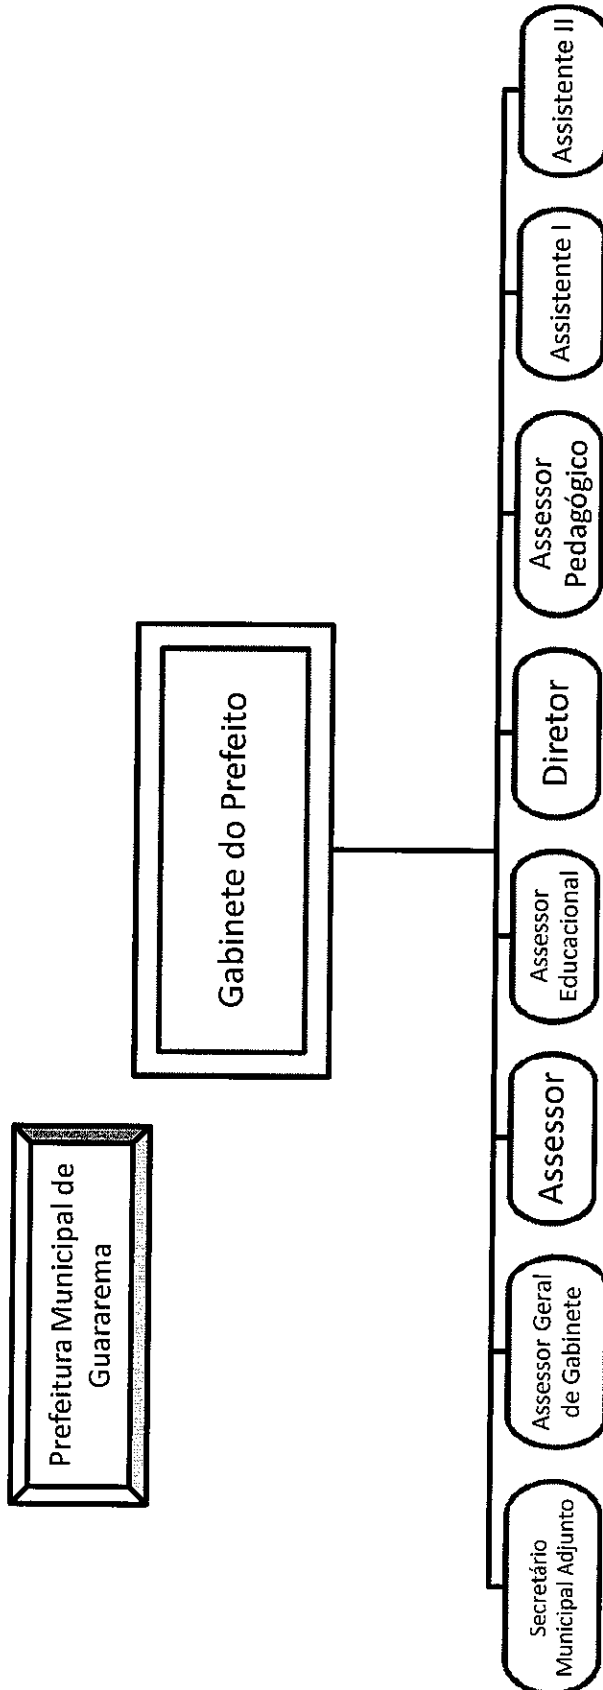 Prefeitura Municipal de
Guararema
Gabinete do Prefeito
Secretário
Municipal Adjunto
Assessor Geral
de Gabinete
Assessor
Assessor
Educacional
Diretor
Assessor
Pedagógico
Assistente I
Assistente II